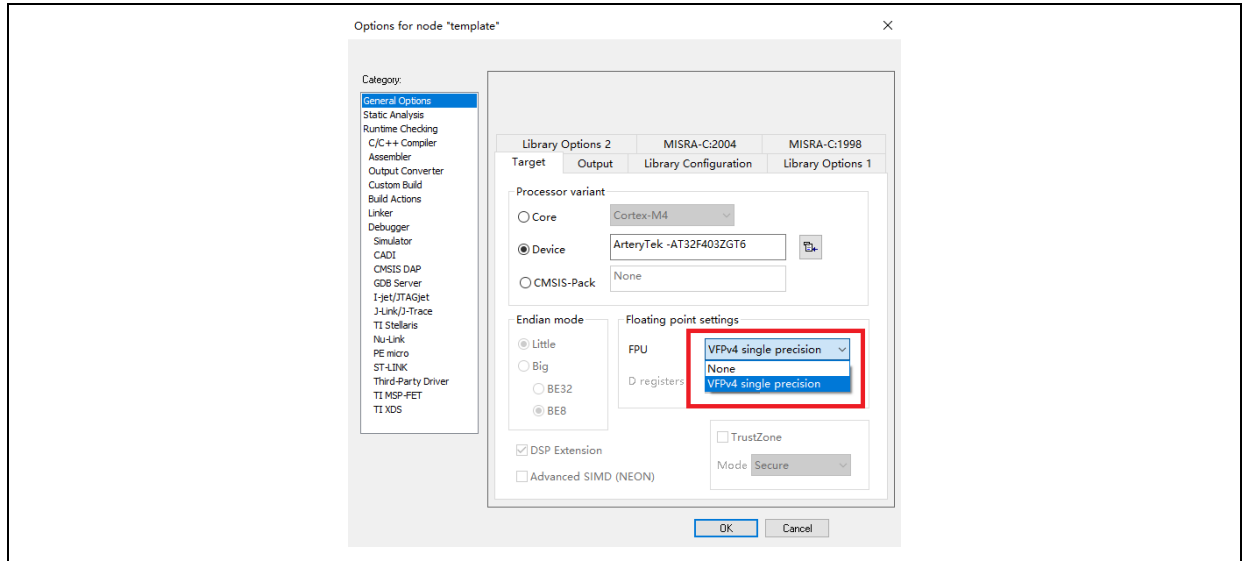 Options for node "template"
Category:
General Options
Static Analysis
Runtime Checking
C/C++ Compiler
Assembler
Output Converter
Custom Build
Build Actions
Linker
Debugger
Simulator
CADI
CMSIS DAP
GDB Server
I-jet/JTAGjet
J-Link/J-Trace
TI Stellaris
Nu-Link
PE micro
ST-LINK
Third-Party Driver
TI MSP-FET
TI XDS
Library Options 2 MISRA-C:2004 MISRA-C:1998
Target Output Library Configuration Library Options 1
Processor variant
Core Cortex-M4
Device ArteryTek -AT32F403ZGT6
CMSIS-Pack None
Endian mode
Little
Big
BE32
BE8
Floating point settings
FPU VFPv4 single precision
None
D registers VFPv4 single precision
DSP Extension
Advanced SIMD (NEON)
TrustZone
Mode Secure
OK Cancel